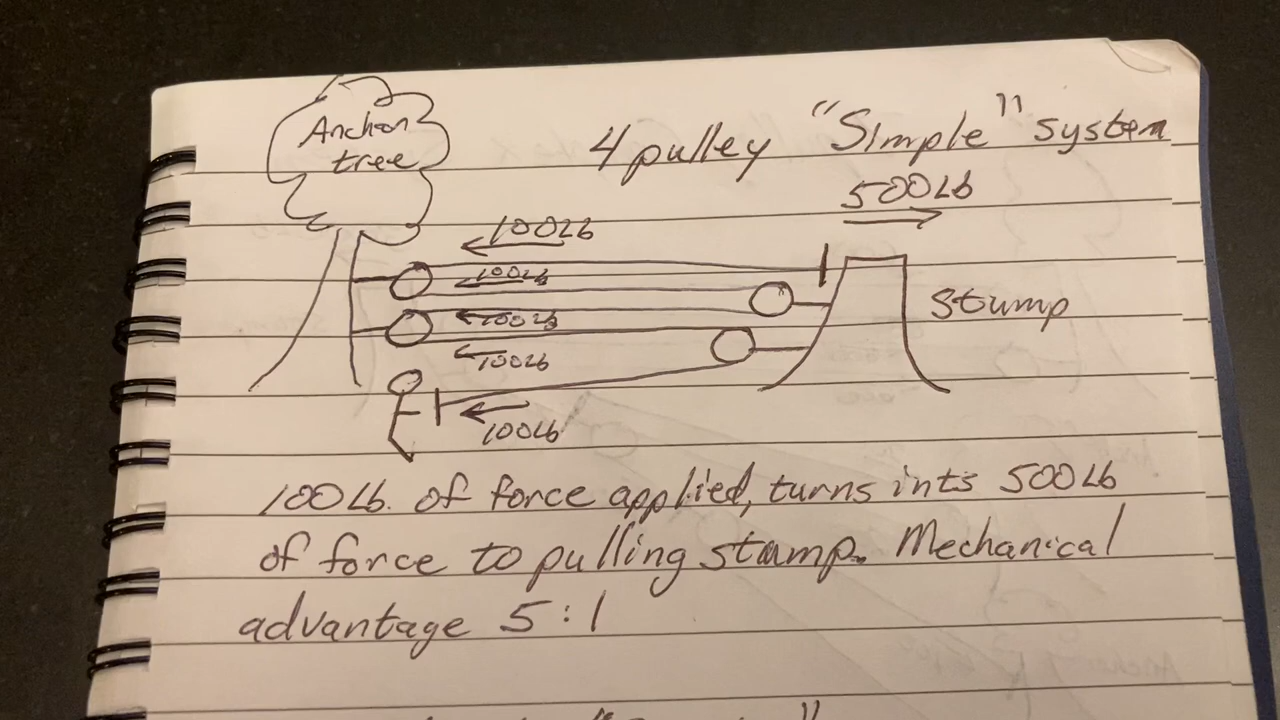 Anchor
tree
4 pulley "Simple" system
500Lb
100Lb
100Lb
100Lb
100Lb
100Lb
Stump
100Lb. of force applied, turns into 500Lb
of force to pulling stump. Mechanical
advantage 5:1